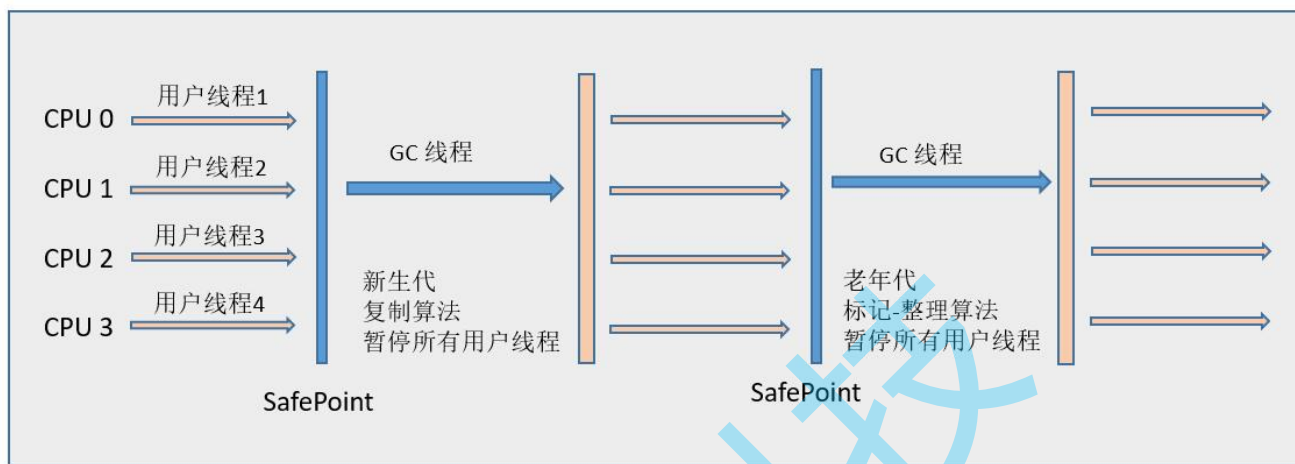 CPU 0
用户线程1
CPU 1
用户线程2
CPU 2
用户线程3
CPU 3
用户线程4
SafePoint
GC 线程
新生代
复制算法
暂停所有用户线程
SafePoint
GC 线程
老年代
标记-整理算法
暂停所有用户线程
技